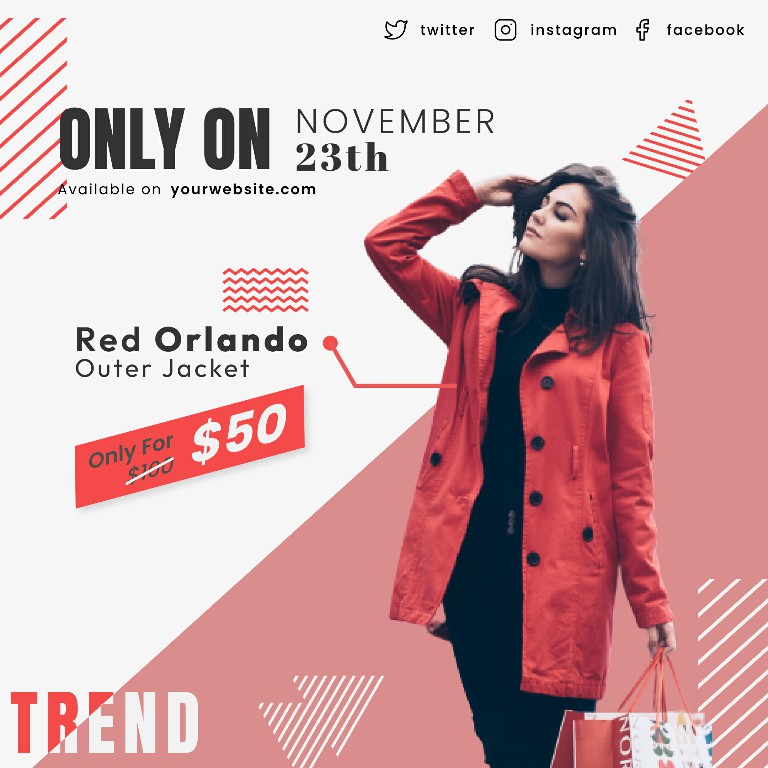 twitter instagram facebook
ONLY ON
NOVEMBER
23th
Available on yourwebsite.com
Red Orlando
Outer Jacket
Only For
$100
$50
TREND